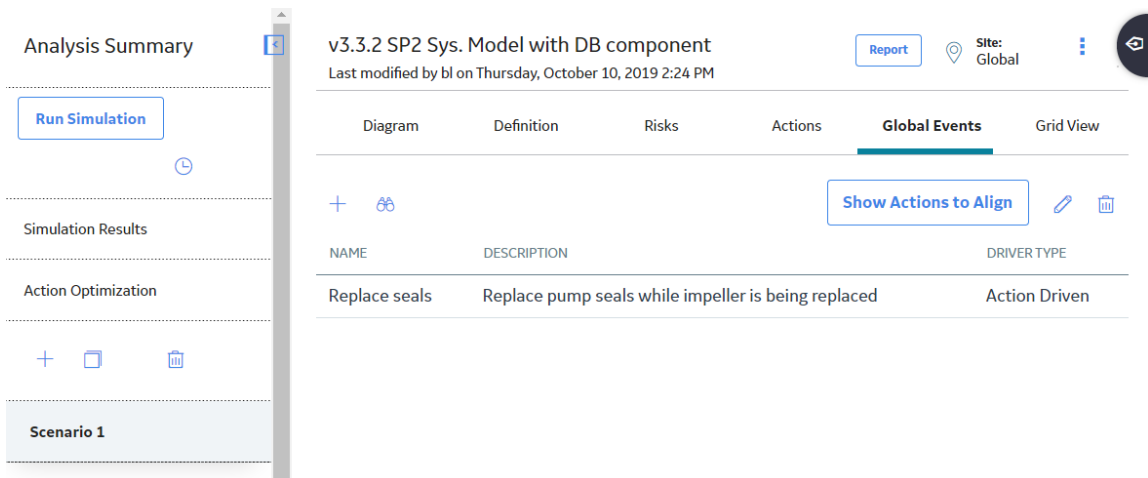 Analysis Summary
Run Simulation
Simulation Results
Action Optimization
Scenario 1
v3.3.2 SP2 Sys. Model with DB component
Last modified by bl on Thursday, October 10, 2019 2:24 PM
Report
Site:
Global
Diagram Definition Risks Actions Global Events Grid View
Show Actions to Align
NAME DESCRIPTION DRIVER TYPE
Replace seals Replace pump seals while impeller is being replaced Action Driven